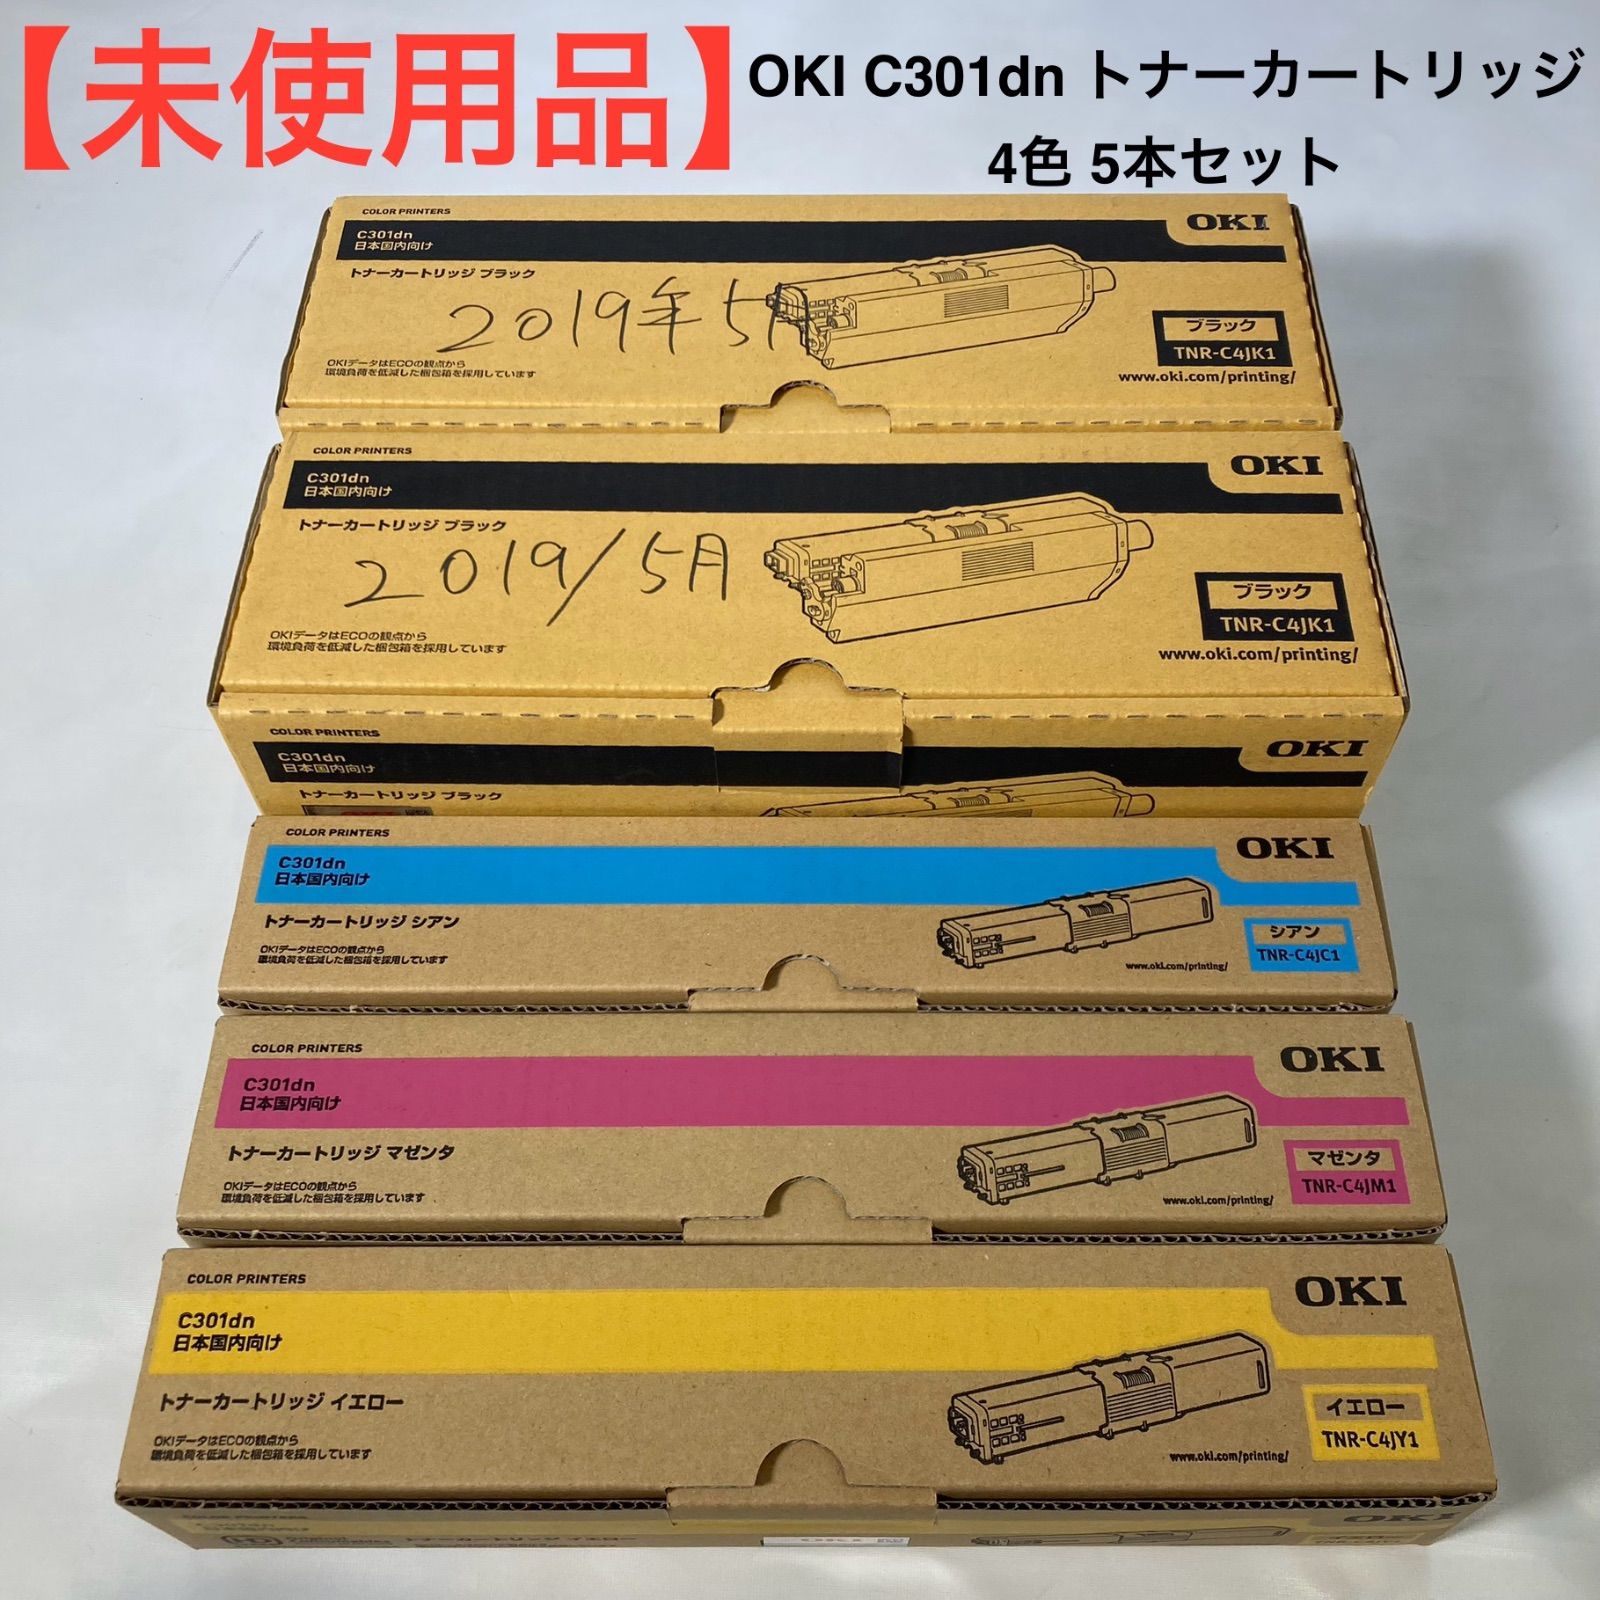 【未使用品】
OKI C301dn トナーカートリッジ
4色 5本セット
COLOR PRINTERS
OKI
C301dn
日本国内向け
トナーカートリッジ ブラック
2019年5月
ブラック
TNR-C4JK1
OKIデータはECOの観点から
環境負荷を低減した梱包箱を採用しています
www.oki.com/printing/
COLOR PRINTERS
OKI
C301dn
日本国内向け
トナーカートリッジ ブラック
2019/5月
ブラック
TNR-C4JK1
OKIデータはECOの観点から
環境負荷を低減した梱包箱を採用しています
www.oki.com/printing/
COLOR PRINTERS
OKI
C301dn
日本国内向け
トナーカートリッジ ブラック
COLOR PRINTERS
OKI
C301dn
日本国内向け
トナーカートリッジ シアン
シアン
TNR-C4JC1
OKIデータはECOの観点から
環境負荷を低減した梱包箱を採用しています
www.oki.com/printing/
COLOR PRINTERS
OKI
C301dn
日本国内向け
トナーカートリッジ マゼンタ
マゼンタ
TNR-C4JM1
OKIデータはECOの観点から
環境負荷を低減した梱包箱を採用しています
www.oki.com/printing/
COLOR PRINTERS
OKI
C301dn
日本国内向け
トナーカートリッジ イエロー
イエロー
TNR-C4JY1
OKIデータはECOの観点から
環境負荷を低減した梱包箱を採用しています
www.oki.com/printing/
COLOR PRINTERS
OKI
トナーカートリッジ イエロー